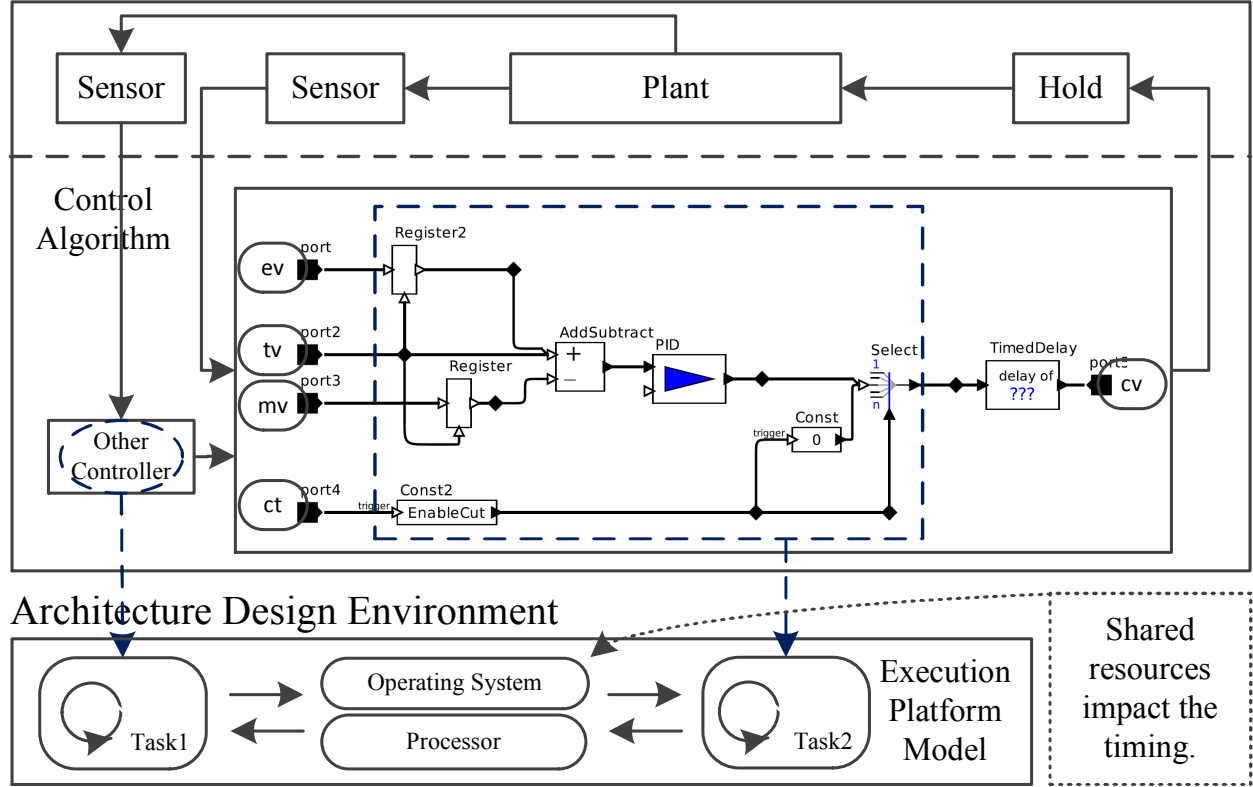 Sensor
Sensor
Plant
Hold
Control
Algorithm
Register2
port
ev
port2
tv
port3
mv
Register
AddSubtract
+
−
PID
Select
1
n
TimedDelay
delay of
???
port5
cv
Const
trigger
0
Other
Controller
port4
ct
trigger
Const2
EnableCut
Architecture Design Environment
Task1
Operating System
Processor
Task2
Execution
Platform
Model
Shared
resources
impact the
timing.